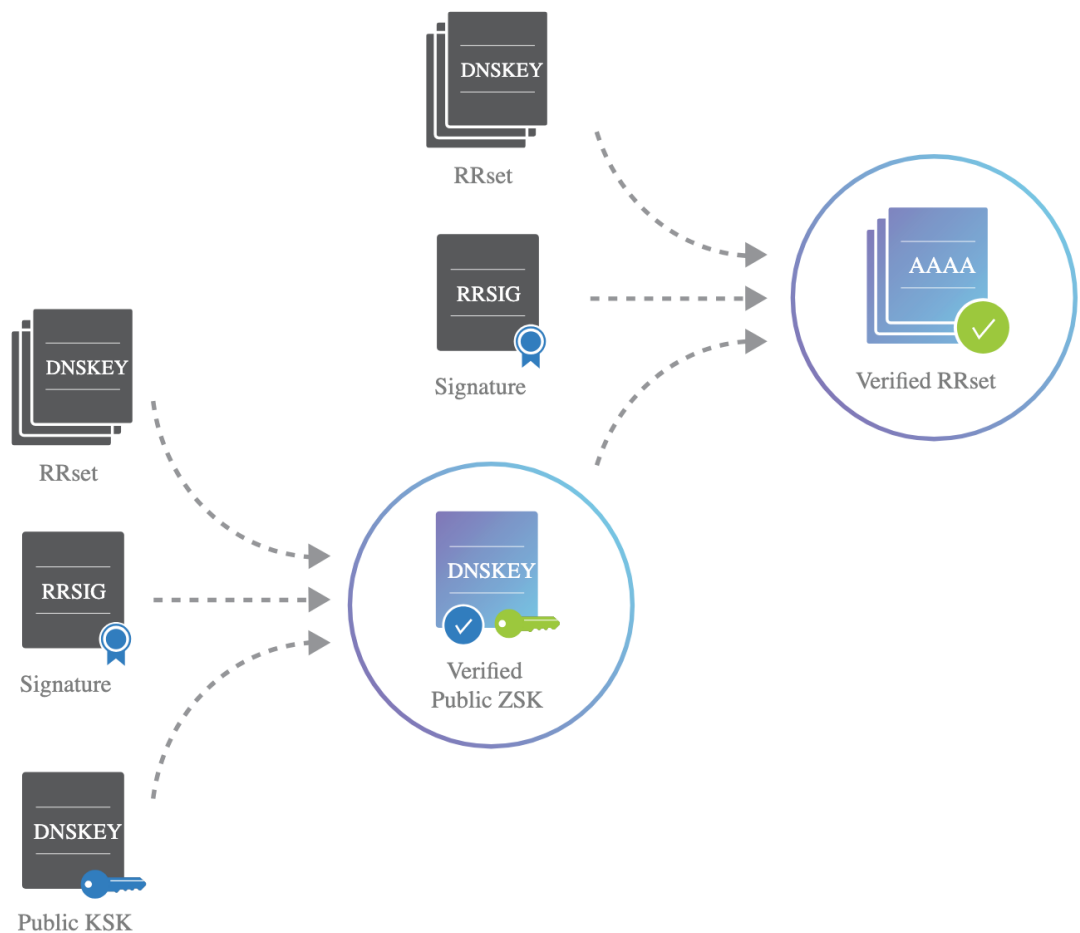 DNSKEY
RRset
RRSIG
Signature
AAAA
Verified RRset
DNSKEY
RRset
RRSIG
Signature
DNSKEY
Verified
Public ZSK
DNSKEY
Public KSK